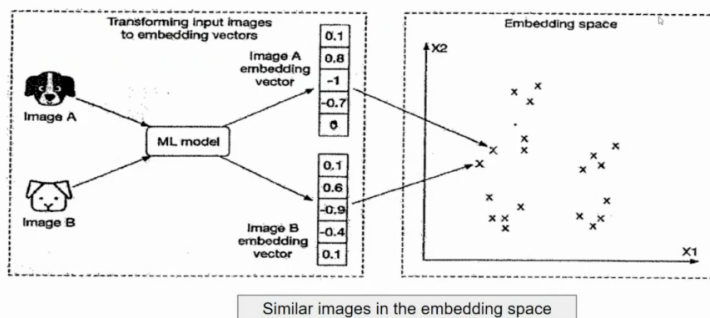 Transforming input images
to embedding vectors
Image A
Image B
ML model
Image A
embedding
vector
0.1
0.8
-1
-0.7
0
Image B
embedding
vector
0.1
0.6
-0.9
-0.4
0.1
Embedding space
X2
X1
Similar images in the embedding space